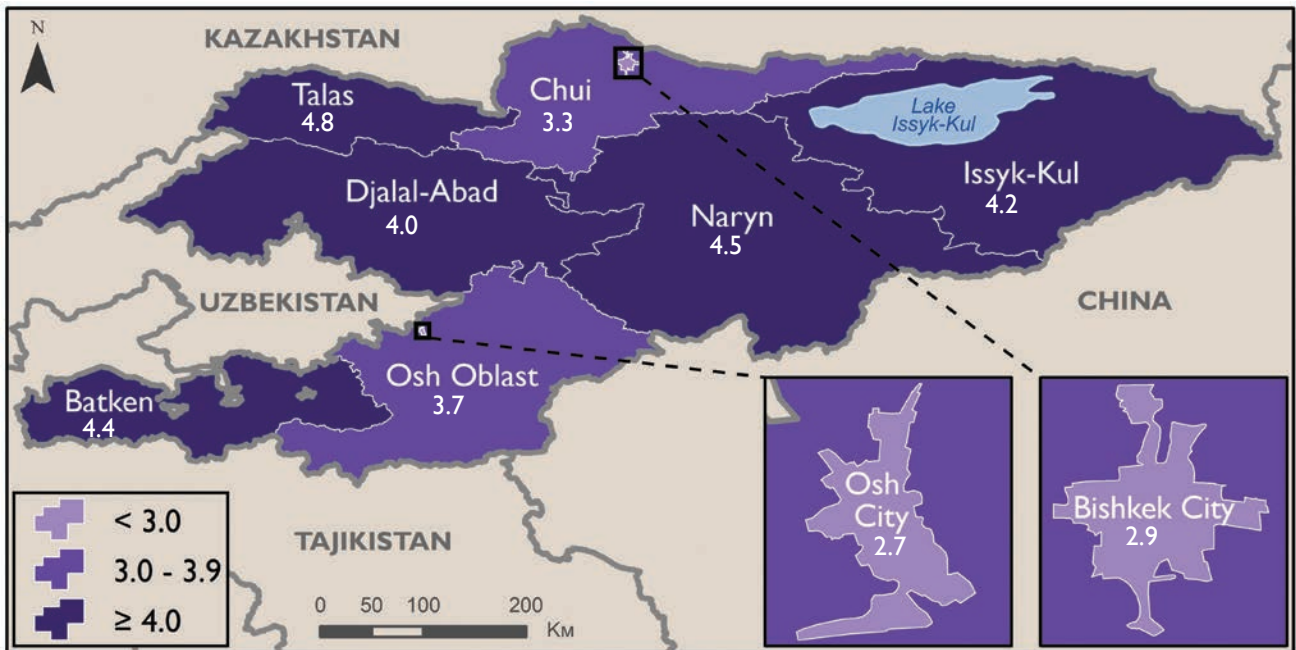 N
KAZAKHSTAN
Talas
4.8
Chui
3.3
Lake
Issyk-Kul
Djalal-Abad
4.0
Naryn
4.5
Issyk-Kul
4.2
UZBEKISTAN
CHINA
Osh Oblast
3.7
Batken
4.4
Osh
City
2.7
Bishkek City
2.9
< 3.0
3.0 - 3.9
≥ 4.0
TAJIKISTAN
0 50 100 200
KM